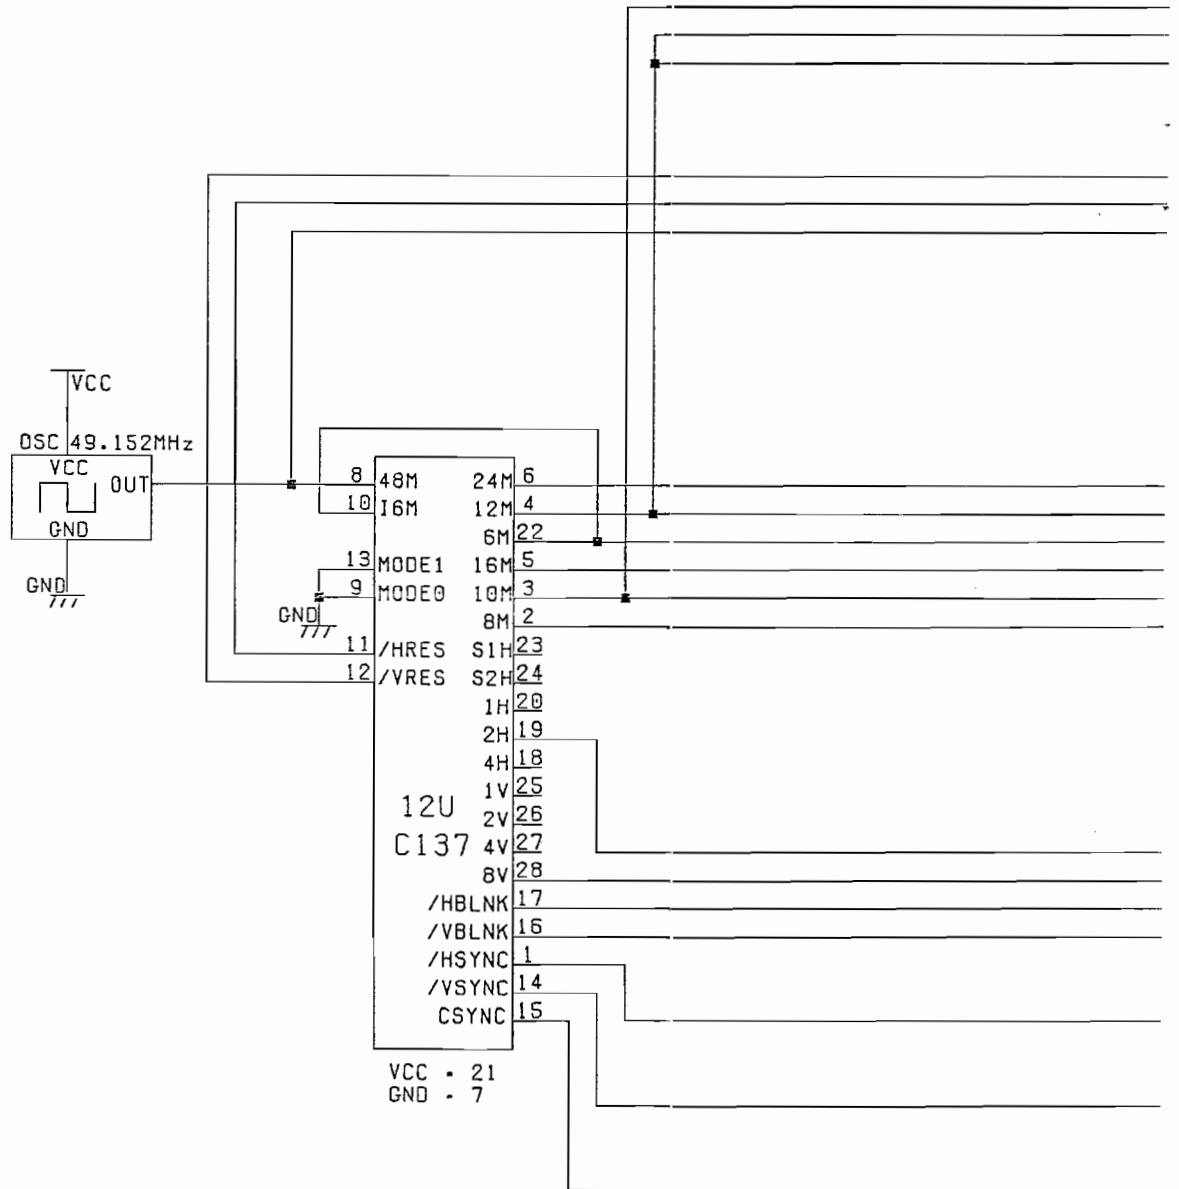 VCC
OSC 49.152MHz
VCC
OUT
GND
GND
8 48M 24M 6
10 I6M 12M 4
6M 22
13 MODE1 16M 5
9 MODE0 10M 3
GND
8M 2
11 /HRES S1H 23
12 /VRES S2H 24
1H 20
2H 19
4H 18
1V 25
12U
2V 26
C137
4V 27
8V 28
/HBLNK 17
/VBLNK 16
/HSYNC 1
/VSYNC 14
CSYNC 15
VCC - 21
GND - 7